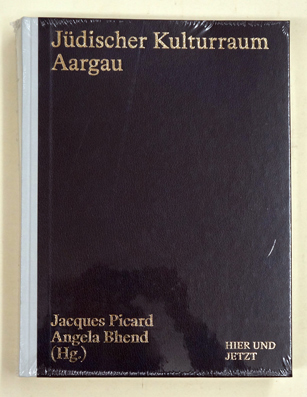 Jüdischer Kulturraum
Aargau
Jacques Picard
Angela Bhend
(Hg.)
HIER UND
JETZT